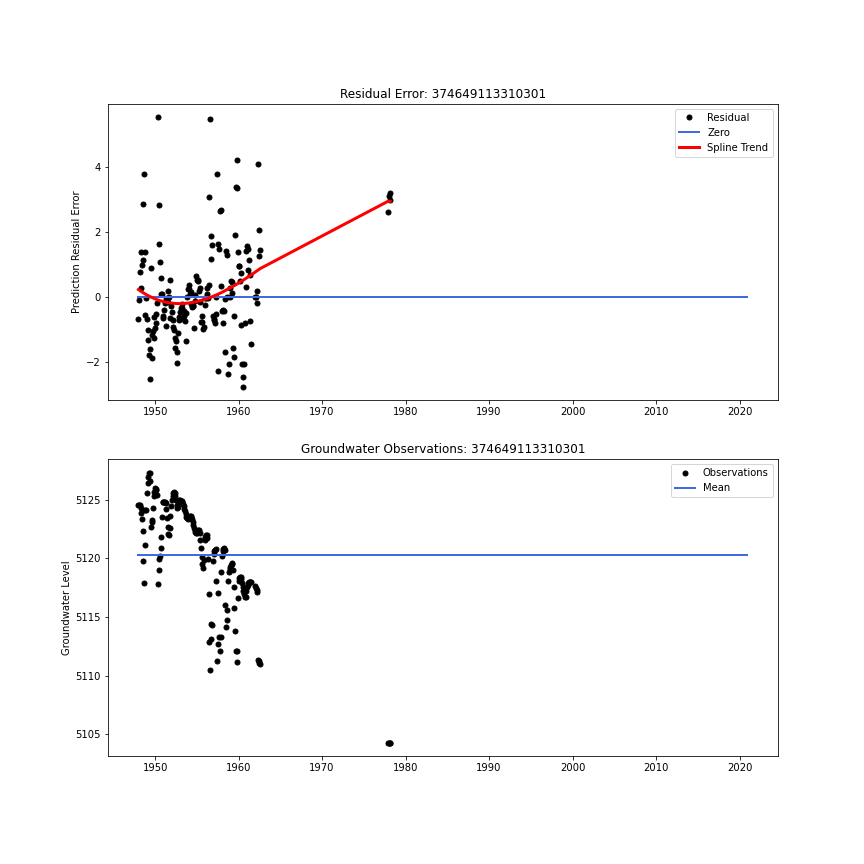 Residual Error: 374649113310301
Prediction Residual Error
4
2
0
−2
Residual
Zero
Spline Trend
1950 1960 1970 1980 1990 2000 2010 2020
Groundwater Observations: 374649113310301
Groundwater Level
5125
5120
5115
5110
5105
Observations
Mean
1950 1960 1970 1980 1990 2000 2010 2020